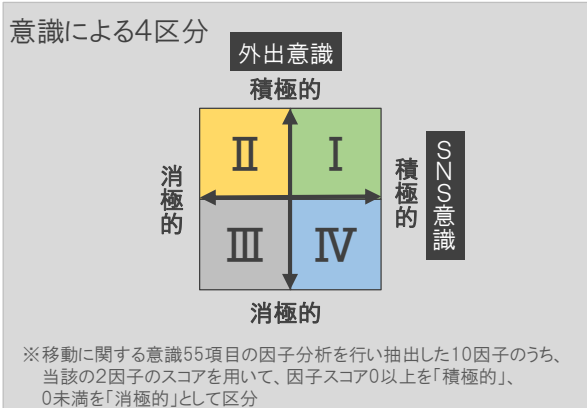 意識による4区分
外出意識
積極的
Ⅱ Ⅰ
消極的
積極的
SNS意識
Ⅲ Ⅳ
消極的
※移動に関する意識55項目の因子分析を行い抽出した10因子のうち、
当該の2因子のスコアを用いて、因子スコア0以上を「積極的」、
0未満を「消極的」として区分